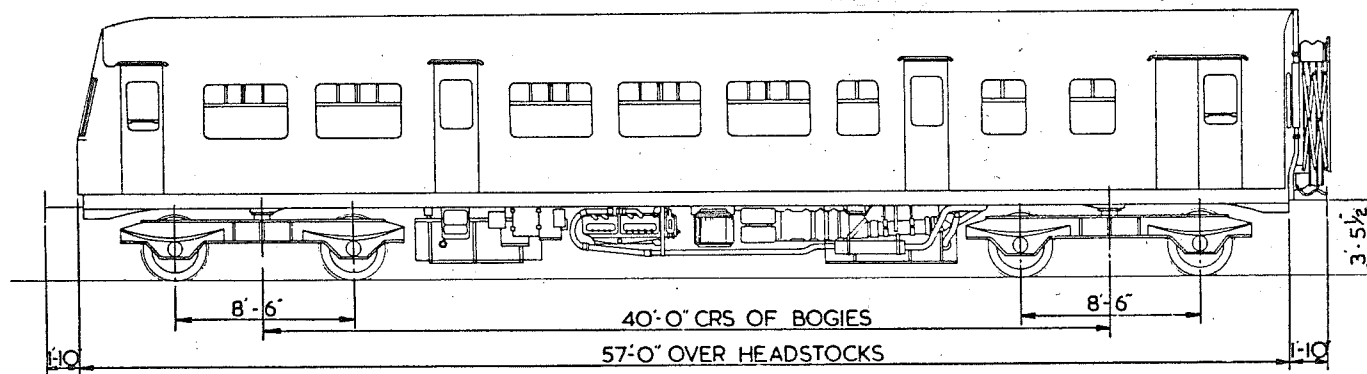 3'-5½"
8'-6"
8'-6"
40'-0" CRS OF BOGIES
1'-10"
57'-0" OVER HEADSTOCKS
1'-10"